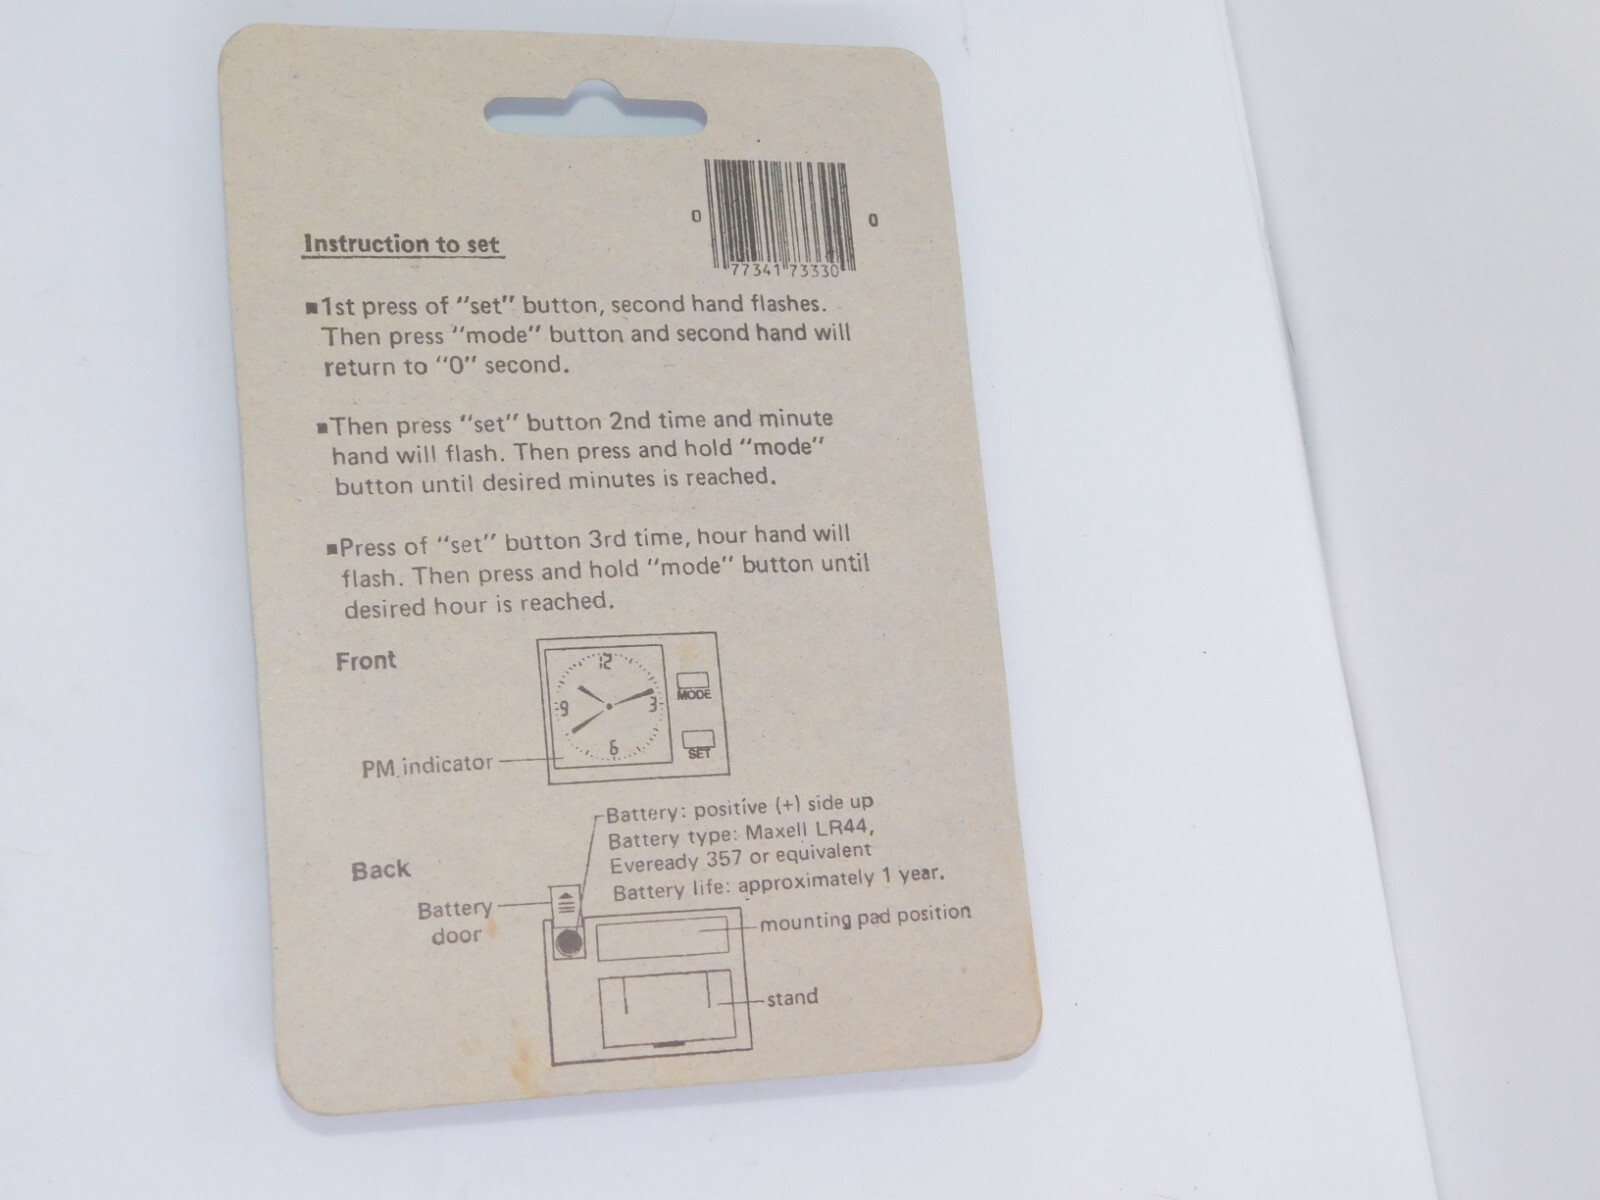 0 77341 73330 0
Instruction to set
■1st press of "set" button, second hand flashes.
Then press "mode" button and second hand will
return to "0" second.
■Then press "set" button 2nd time and minute
hand will flash. Then press and hold "mode"
button until desired minutes is reached.
■Press of "set" button 3rd time, hour hand will
flash. Then press and hold "mode" button until
desired hour is reached.
Front
12
3
6
9
MODE
SET
PM indicator
Battery: positive (+) side up
Battery type: Maxell LR44,
Eveready 357 or equivalent
Battery life: approximately 1 year.
Back
Battery
door
mounting pad position
stand